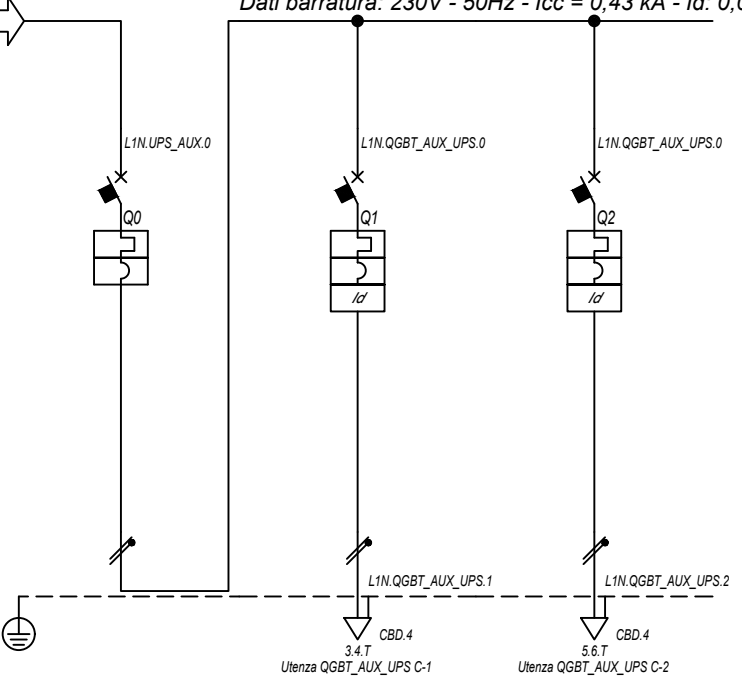 Dati barratura: 230V - 50Hz - Icc = 0,43 kA - Id: 0,0
L1N.UPS_AUX.0
L1N.QGBT_AUX_UPS.0
L1N.QGBT_AUX_UPS.0
Q0
Q1
Q2
Id
Id
L1N.QGBT_AUX_UPS.1
L1N.QGBT_AUX_UPS.2
CBD.4
CBD.4
3.4.T
5.6.T
Utenza QGBT_AUX_UPS C-1
Utenza QGBT_AUX_UPS C-2